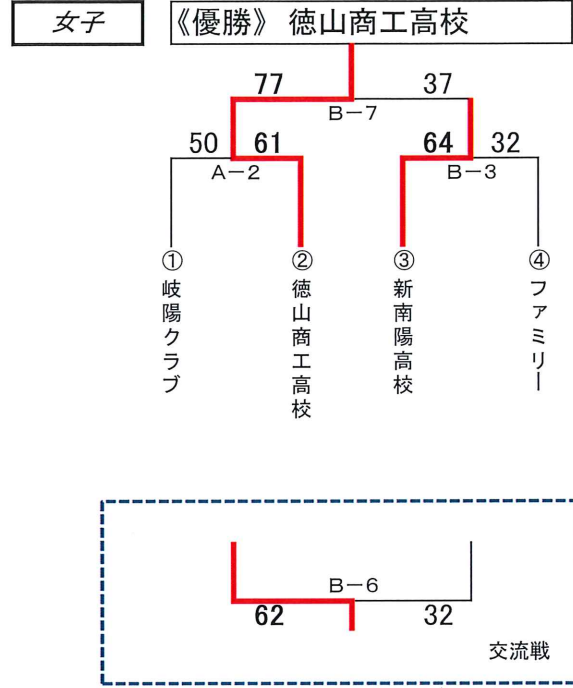 女子
《優勝》 徳山商工高校
77
37
B－7
50 61
64 32
A－2
B－3
① 岐陽クラブ
② 徳山商工高校
③ 新南陽高校
④ ファミリー
B－6
62
32
交流戦